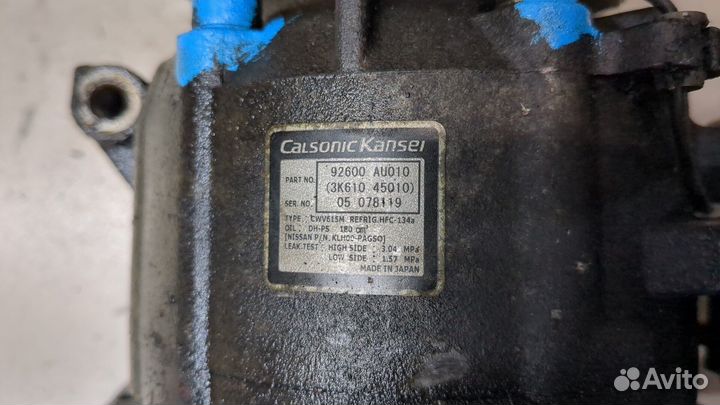 CALSONIC KANSEI
PART NO. 92600 AU010
(3K610 45010)
SER. NO. 05 078119
TYPE : CWV615M REFRIG.HFC-134a
OIL : DH-PS 180 cm³
[NISSAN P/N. KLH00-PAGS0]
LEAK TEST : HIGH SIDE : 3.04 MPa
LOW SIDE : 1.57 MPa
MADE IN JAPAN
Avito